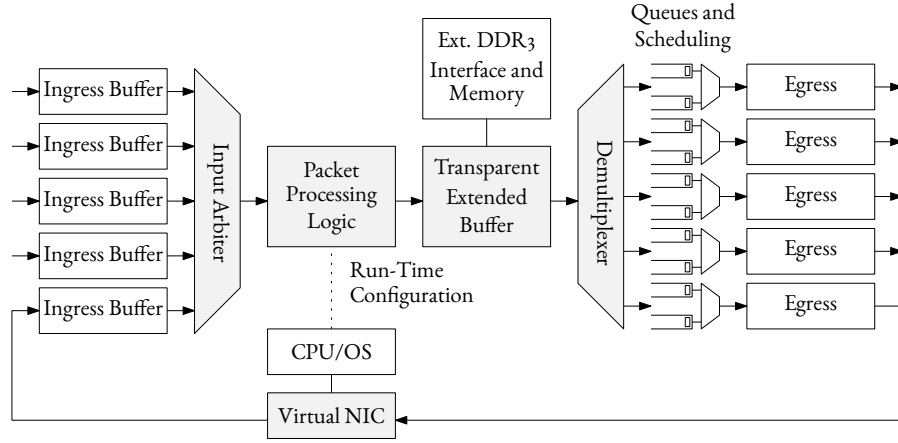 Queues and
Scheduling
Ext. DDR3
Interface and
Memory
Ingress Buffer
Ingress Buffer
Ingress Buffer
Ingress Buffer
Ingress Buffer
Input Arbiter
Packet
Processing
Logic
Transparent
Extended
Buffer
Demultiplexer
Egress
Egress
Egress
Egress
Egress
Run-Time
Configuration
CPU/OS
Virtual NIC